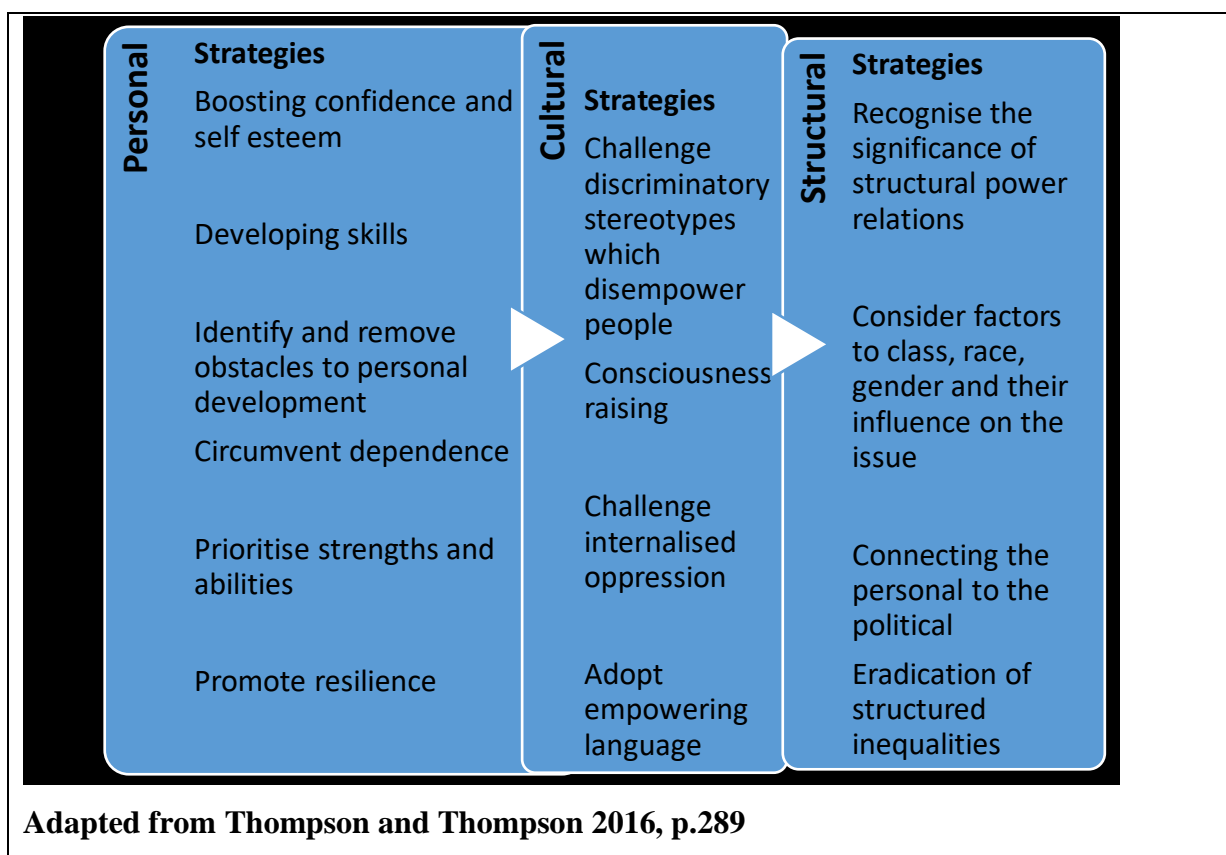 Personal
Strategies
Boosting confidence and
self esteem
Developing skills
Identify and remove
obstacles to personal
development
Circumvent dependence
Prioritise strengths and
abilities
Promote resilience
Cultural
Strategies
Challenge
discriminatory
stereotypes
which
disempower
people
Consciousness
raising
Challenge
internalised
oppression
Adopt
empowering
language
Structural
Strategies
Recognise the
significance of
structural power
relations
Consider factors
to class, race,
gender and their
influence on the
issue
Connecting the
personal to the
political
Eradication of
structured
inequalities
Adapted from Thompson and Thompson 2016, p.289